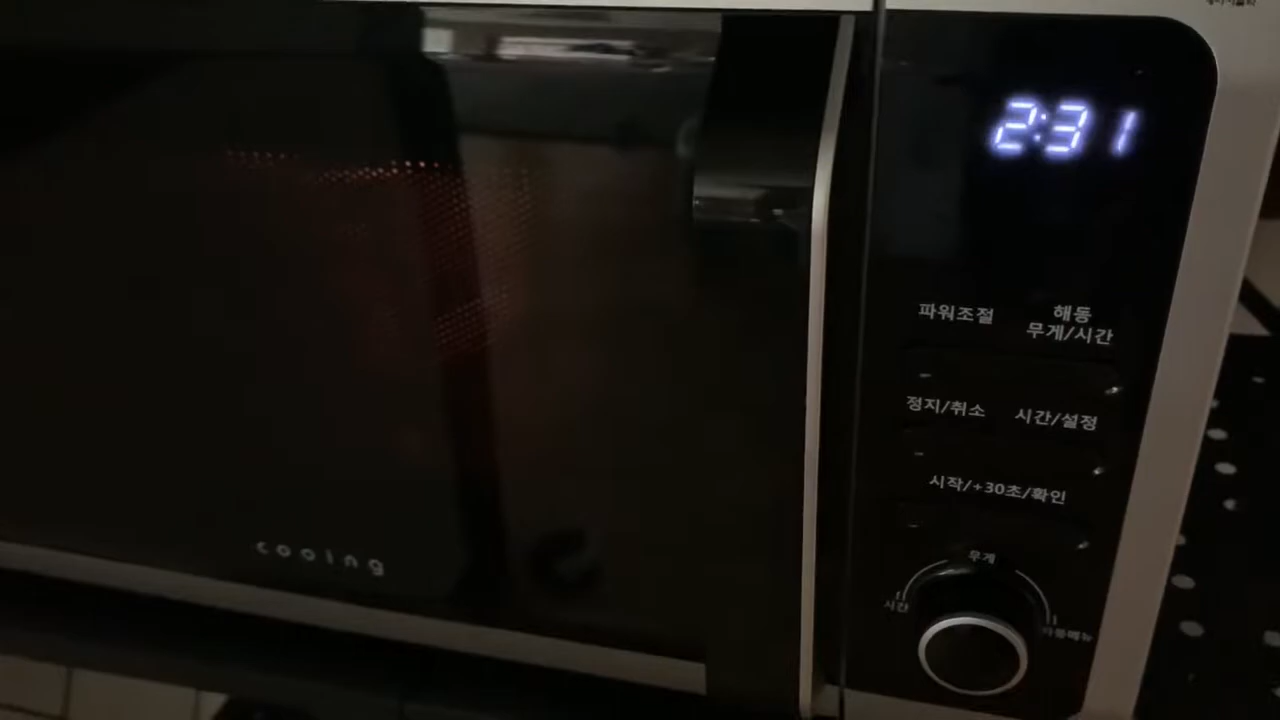 2:31
파워조절
해동
무게/시간
정지/취소
시간/설정
시작/+30초/확인
무게
시간
자동메뉴
cooing